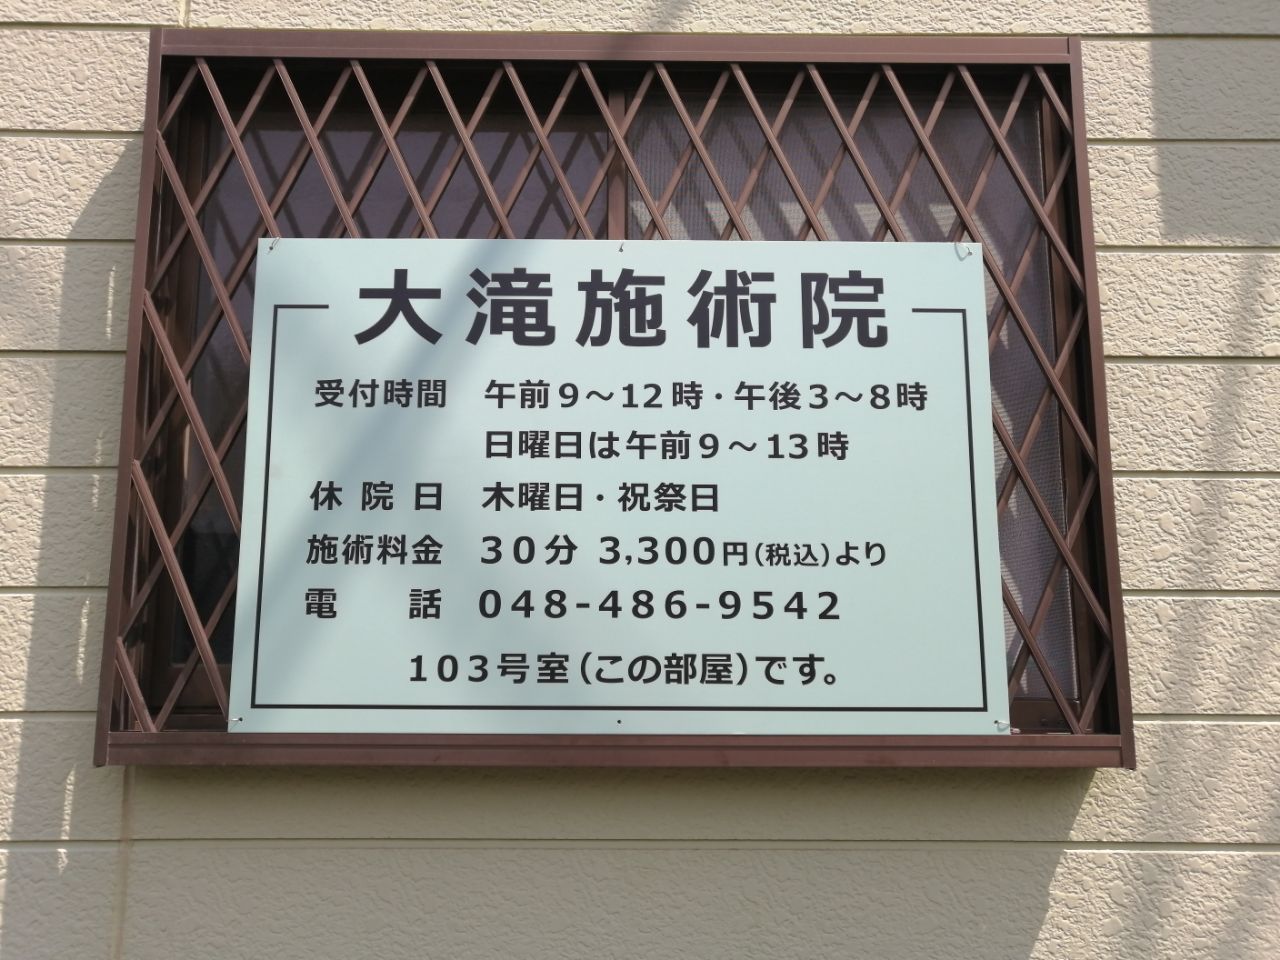 大滝施術院
受付時間 午前9～12時・午後3～8時
日曜日は午前9～13時
休院日 木曜日・祝祭日
施術料金 30分 3,300円(税込)より
電話 048-486-9542
103号室(この部屋)です。